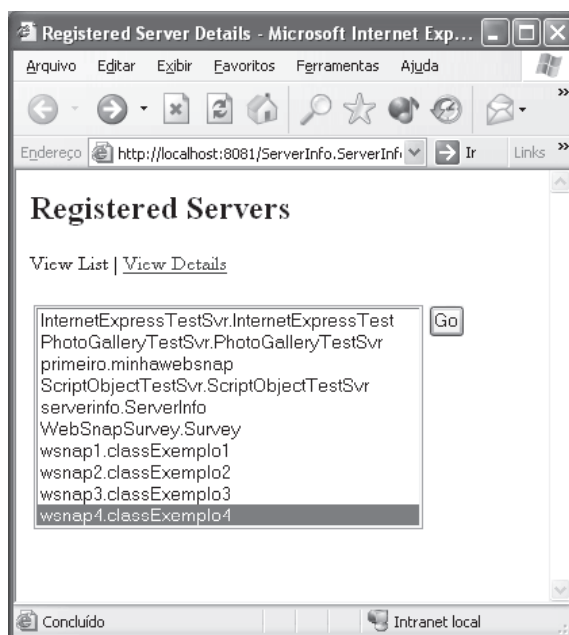 Registered Server Details - Microsoft Internet Exp...
Arquivo Editar Exibir Favoritos Ferramentas Ajuda
Endereço http://localhost:8081/ServerInfo.ServerInf Ir Links
Registered Servers
View List | View Details
InternetExpressTestSvr.InternetExpressTest Go
PhotoGalleryTestSvr.PhotoGalleryTestSvr
primeiro.minhawebsnap
ScriptObjectTestSvr.ScriptObjectTestSvr
serverinfo.ServerInfo
WebSnapSurvey.Survey
wsnap1.classExemplo1
wsnap2.classExemplo2
wsnap3.classExemplo3
wsnap4.classExemplo4
Concluído Intranet local